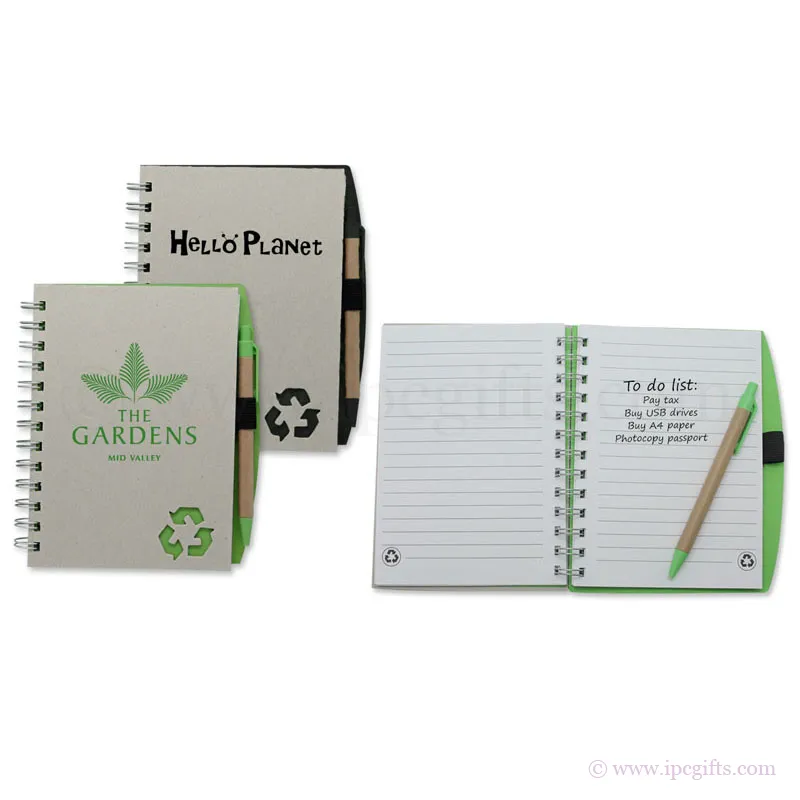 HELLO PLANET
THE
GARDENS
MID VALLEY
To do list:
Pay tax
Buy USB drives
Buy A4 paper
Photocopy passport
© www.ipcgifts.com